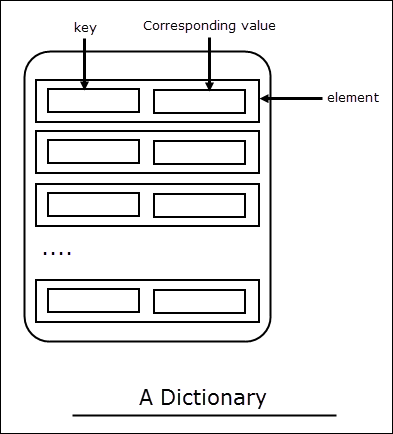 key
Corresponding value
element
....
A Dictionary